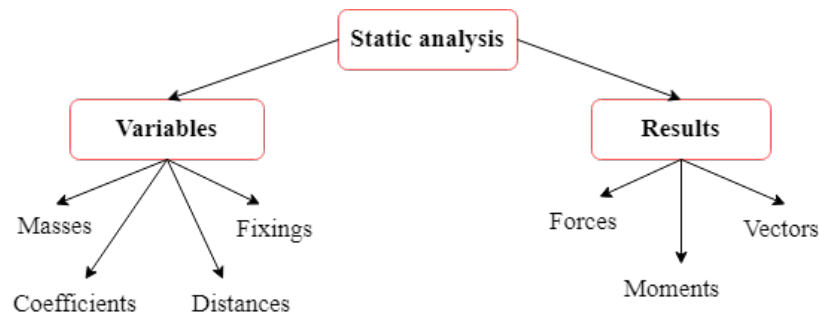 Static analysis
Variables
Results
Masses
Fixings
Forces
Vectors
Coefficients
Distances
Moments